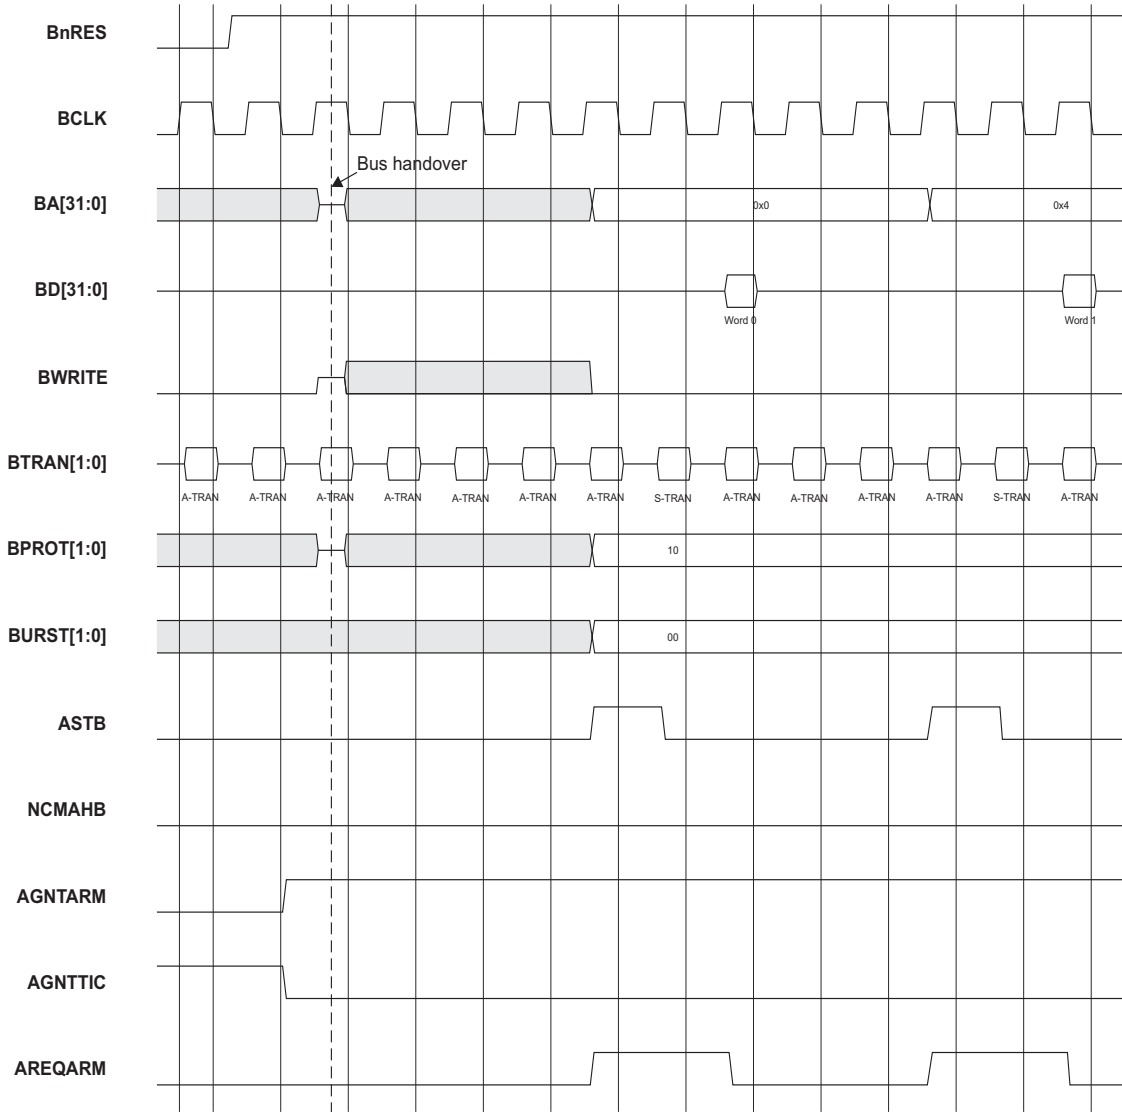 BnRES
BCLK
Bus handover
BA[31:0]
0x0
0x4
BD[31:0]
Word 0
Word 1
BWRITE
BTRAN[1:0]
A-TRAN A-TRAN A-TRAN A-TRAN A-TRAN A-TRAN A-TRAN S-TRAN A-TRAN A-TRAN A-TRAN A-TRAN S-TRAN A-TRAN
BPROT[1:0]
10
BURST[1:0]
00
ASTB
NCMAHB
AGNTARM
AGNTTIC
AREQARM